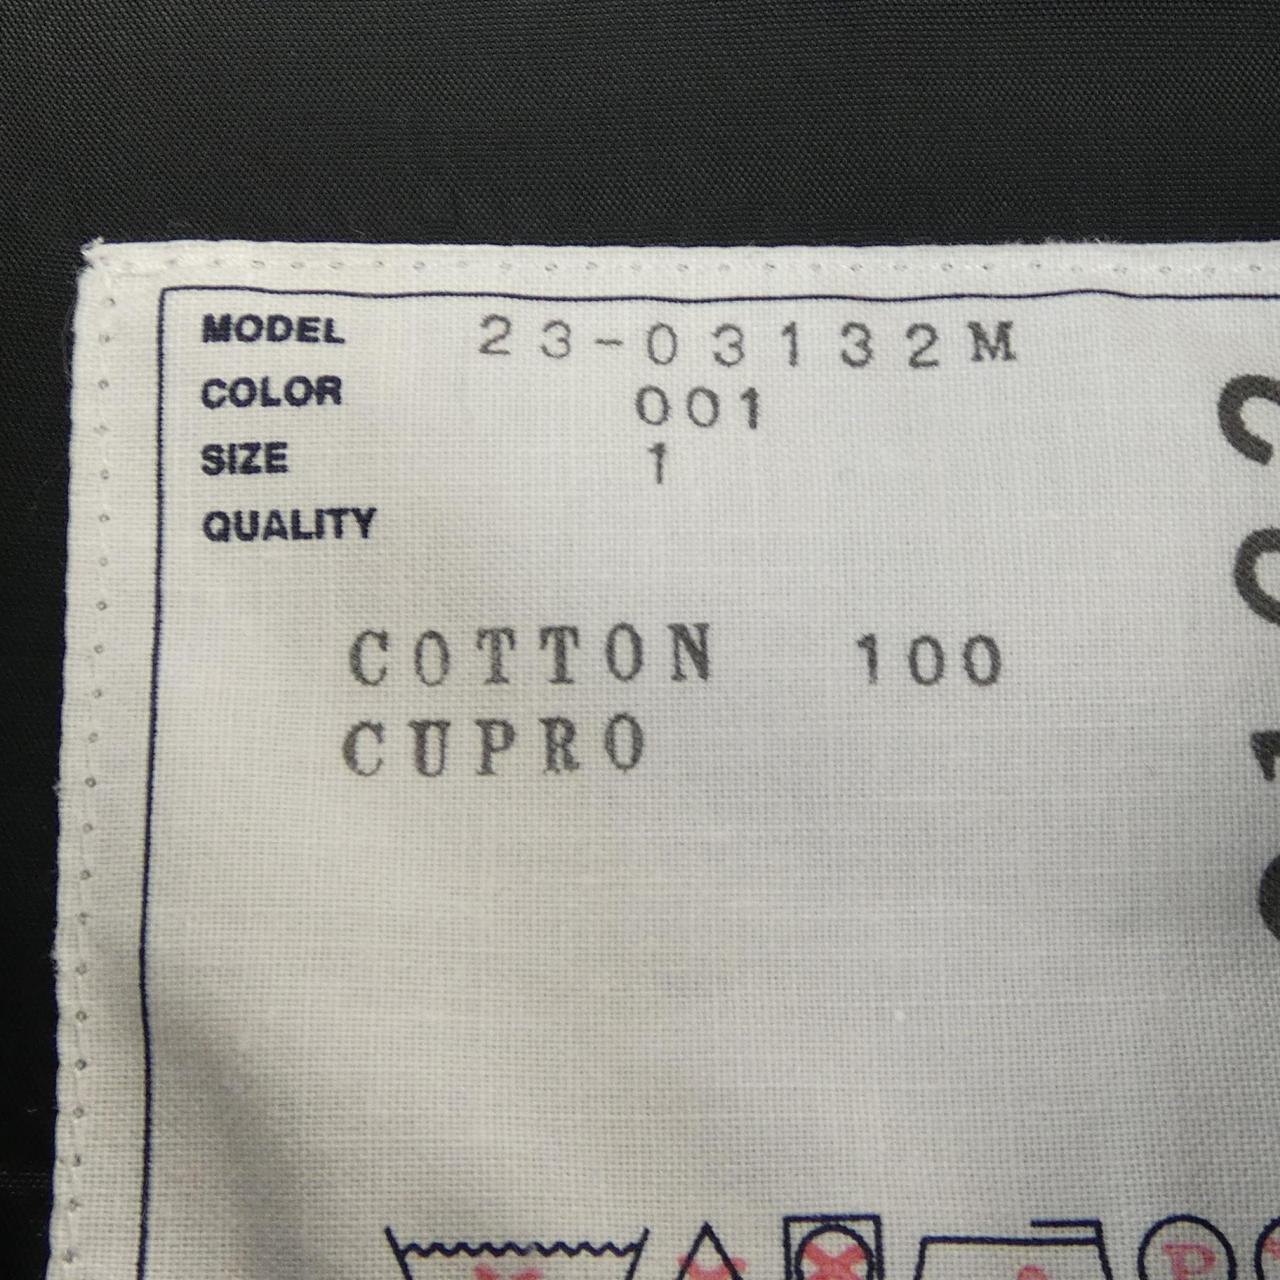 MODEL 23-03132M
COLOR 001
SIZE 1
QUALITY
COTTON 100
CUPRO
P